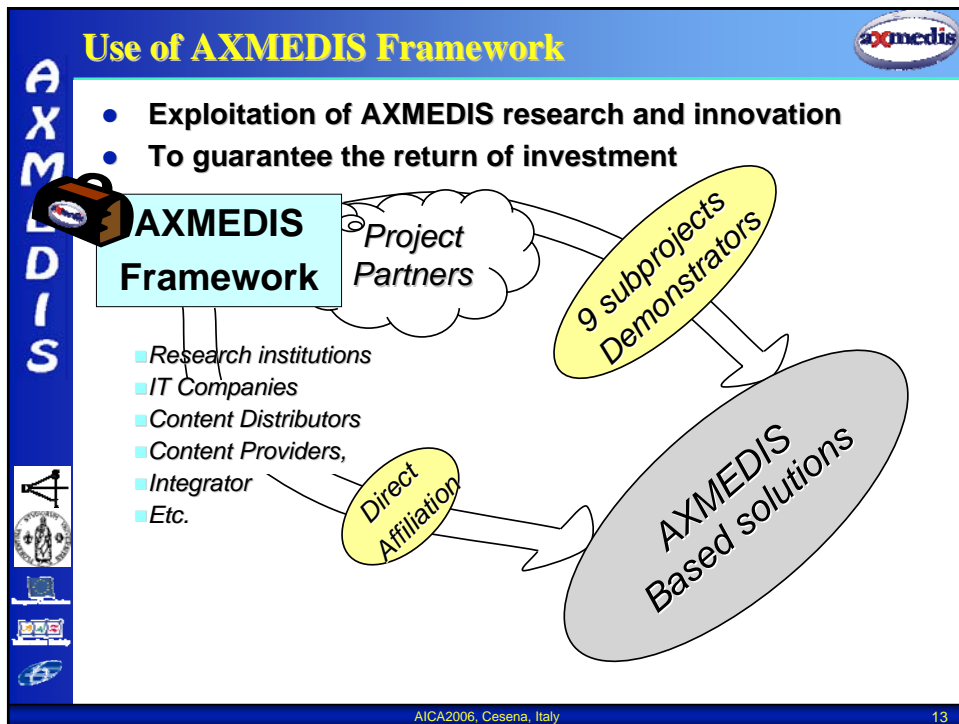 Use of AXMEDIS Framework
axmedis
AXMEDIS
Exploitation of AXMEDIS research and innovation
To guarantee the return of investment
AXMEDIS
Framework
Project
Partners
9 subprojects
Demonstrators
Research institutions
IT Companies
Content Distributors
Content Providers,
Integrator
Etc.
Direct
Affiliation
AXMEDIS
Based solutions
AICA2006, Cesena, Italy
13